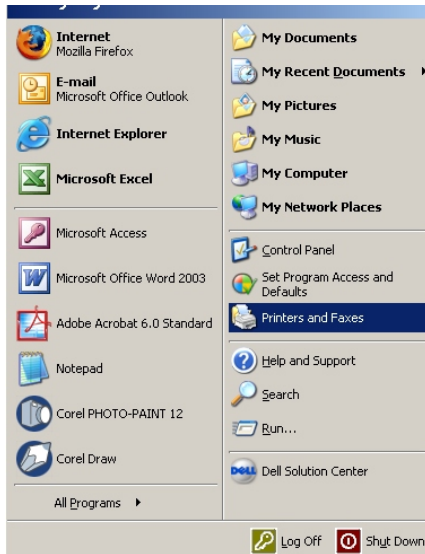 Internet
Mozilla Firefox
E-mail
Microsoft Office Outlook
Internet Explorer
Microsoft Excel
Microsoft Access
Microsoft Office Word 2003
Adobe Acrobat 6.0 Standard
Notepad
Corel PHOTO-PAINT 12
Corel Draw
All Programs
My Documents
My Recent Documents
My Pictures
My Music
My Computer
My Network Places
Control Panel
Set Program Access and
Defaults
Printers and Faxes
Help and Support
Search
Run...
DELL Dell Solution Center
Log Off
Shut Down